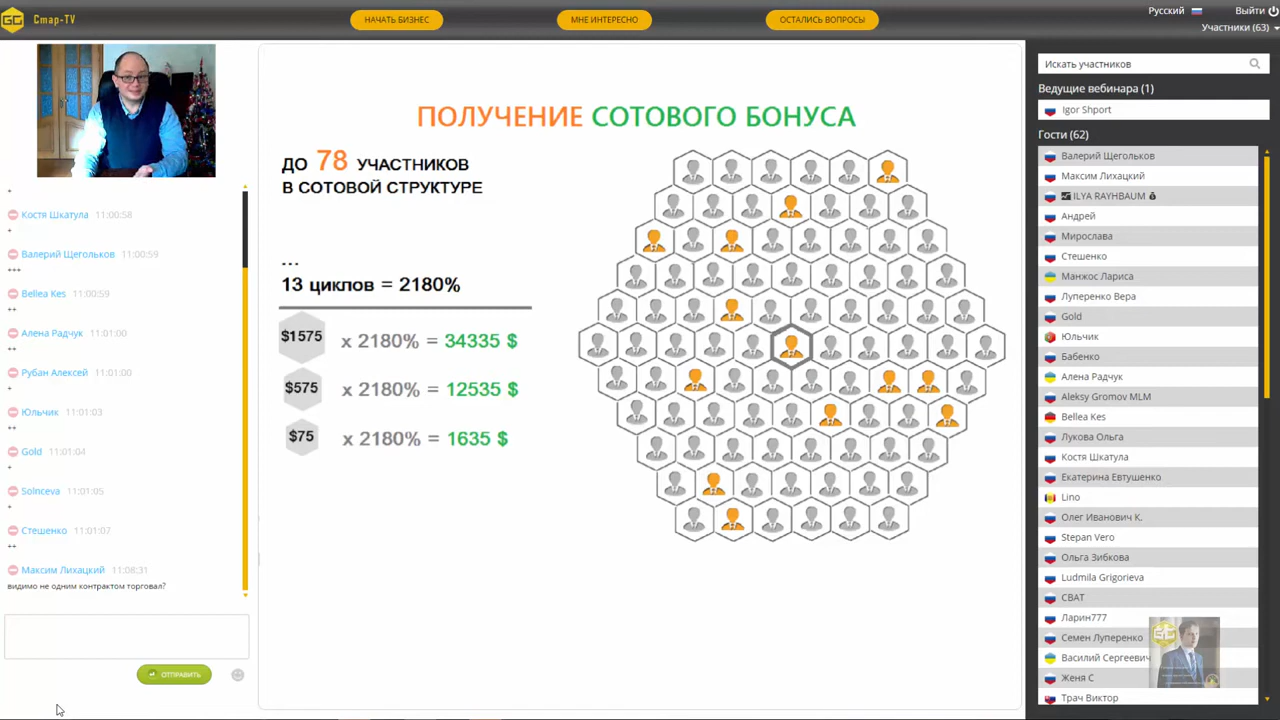 GC Стар-TV
НАЧАТЬ БИЗНЕС
МНЕ ИНТЕРЕСНО
ОСТАЛИСЬ ВОПРОСЫ
Русский
Выйти
Участники (63)
+
Костя Шкатула 11:00:58
+
Валерий Щегольков 11:00:59
+++
Bellea Kes 11:00:59
++
Алена Радчук 11:01:00
++
Рубан Алексей 11:01:00
+
Юльчик 11:01:03
++
Gold 11:01:04
+
Solnceva 11:01:05
+
Стешенко 11:01:07
++
Максим Лихацкий 11:08:31
видимо не одним контрактом торговал?
ОТПРАВИТЬ
ПОЛУЧЕНИЕ СОТОВОГО БОНУСА
ДО 78 УЧАСТНИКОВ
В СОТОВОЙ СТРУКТУРЕ
...
13 циклов = 2180%
$1575 x 2180% = 34335 $
$575 x 2180% = 12535 $
$75 x 2180% = 1635 $
Искать участников
Ведущие вебинара (1)
Igor Shport
Гости (62)
Валерий Щегольков
Максим Лихацкий
ILYA RAYHBAUM
Андрей
Мирослава
Стешенко
Манжос Лариса
Луперенко Вера
Gold
Юльчик
Бабенко
Алена Радчук
Aleksy Gromov MLM
Bellea Kes
Лукова Ольга
Костя Шкатула
Екатерина Евтушенко
Lino
Олег Иванович К.
Stepan Vero
Ольга Зибкова
Ludmila Grigorieva
СВАТ
Ларин777
Семен Луперенко
Василий Сергеевич
Женя С
Трач Виктор
GC